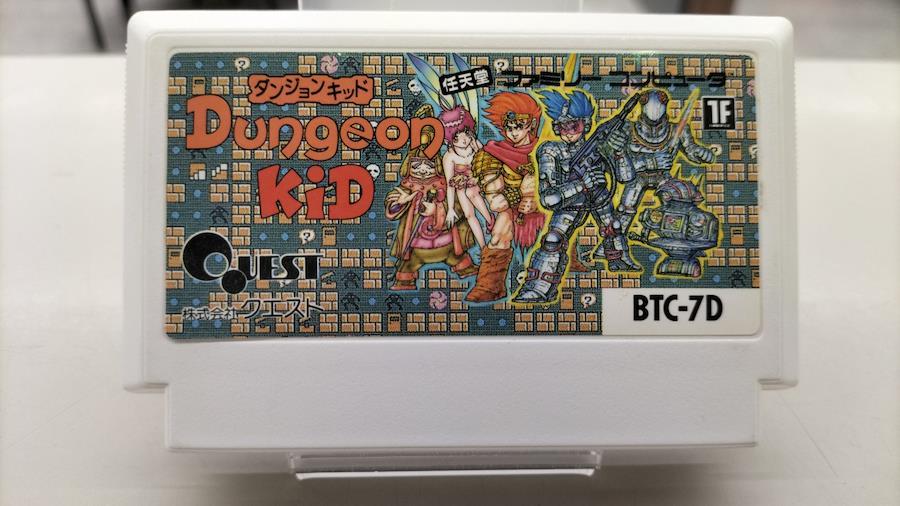 ダンジョンキッド
Dungeon
KiD
任天堂 ファミリーコンピュータ
1F
QUEST
株式会社クエスト
BTC-7D